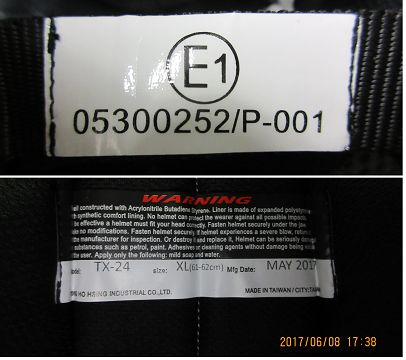 E1
05300252/P-001
WARNING
ell constructed with Acrylonitrile Butadiene Styrene. Liner is made of expanded polystyrene
with synthetic comfort lining. No helmet can protect the wearer against all possible impacts.
be effective a helmet must fit your head correctly. Fasten helmet securely under the jaw.
ke no modifications. Fasten helmet securely. If helmet experiences a severe blow, return
the manufacturer for inspection. Or destroy it and replace it, Helmet can be seriously damaged
substances such as petrol, paint. Adhesive or cleaning agents without damage being visible
the user. Apply only the following: mild soap and water.
TX-24 size: XL(61-62cm) Mfg Date: MAY 2017
HO HSING INDUSTRIAL CO.,LTD. MADE IN TAIWAN / CITY:TAINAN
2017/06/08 17:38